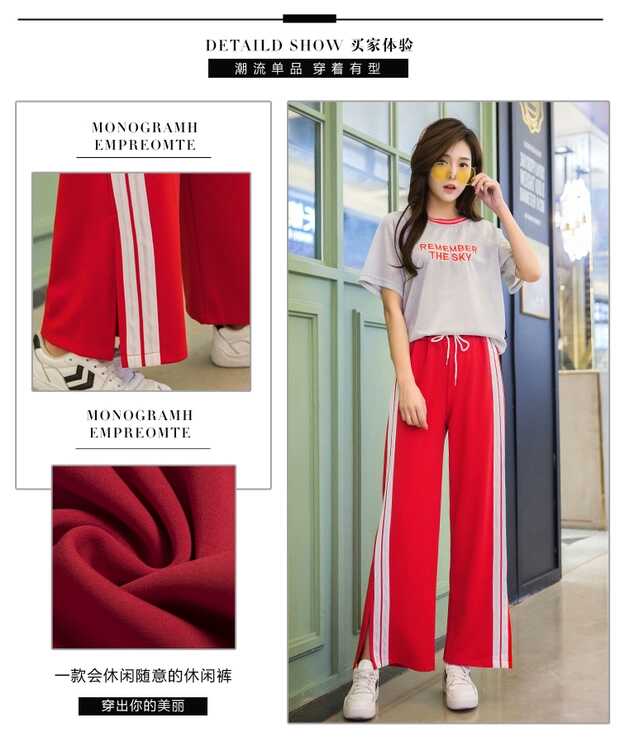 DETAILD SHOW 买家体验
潮流单品 穿着有型
MONOGRAMH
EMPREOMTE
MONOGRAMH
EMPREOMTE
一款会休闲随意的休闲裤
穿出你的美丽
REMEMBER
THE SKY